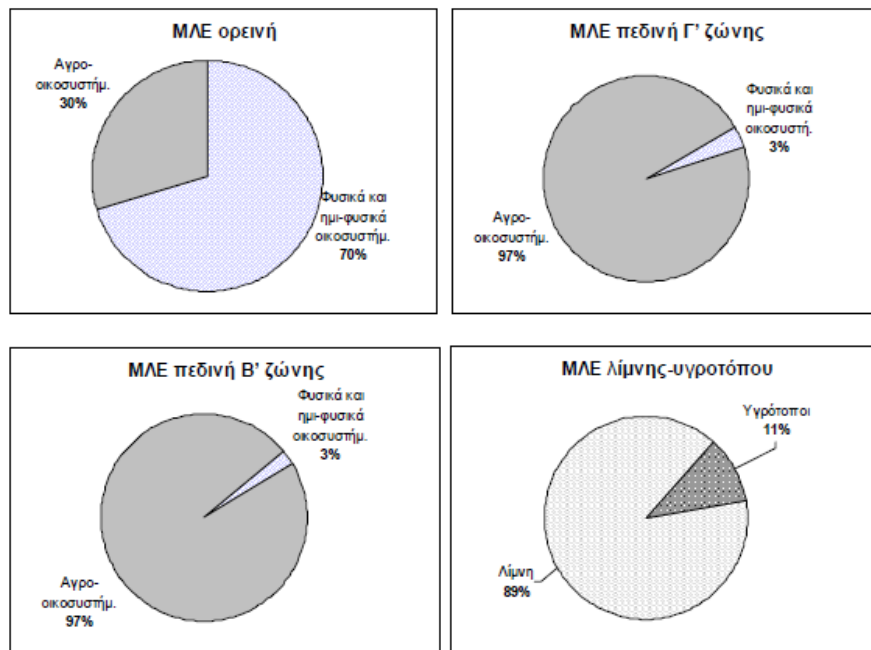 ΜΛΕ ορεινή
Αγρο-
οικοσυστήμ.
30%
Φυσικά και
ημι-φυσικά
οικοσυστήμ.
70%
ΜΛΕ πεδινή Γ' ζώνης
Φυσικά και
ημι-φυσικά
οικοσυστή.
3%
Αγρο-
οικοσυστήμ.
97%
ΜΛΕ πεδινή Β' ζώνης
Φυσικά και
ημι-φυσικά
οικοσυστήμ.
3%
Αγρο-
οικοσυστήμ.
97%
ΜΛΕ λίμνης-υγροτόπου
Υγρότοποι
11%
Λίμνη
89%